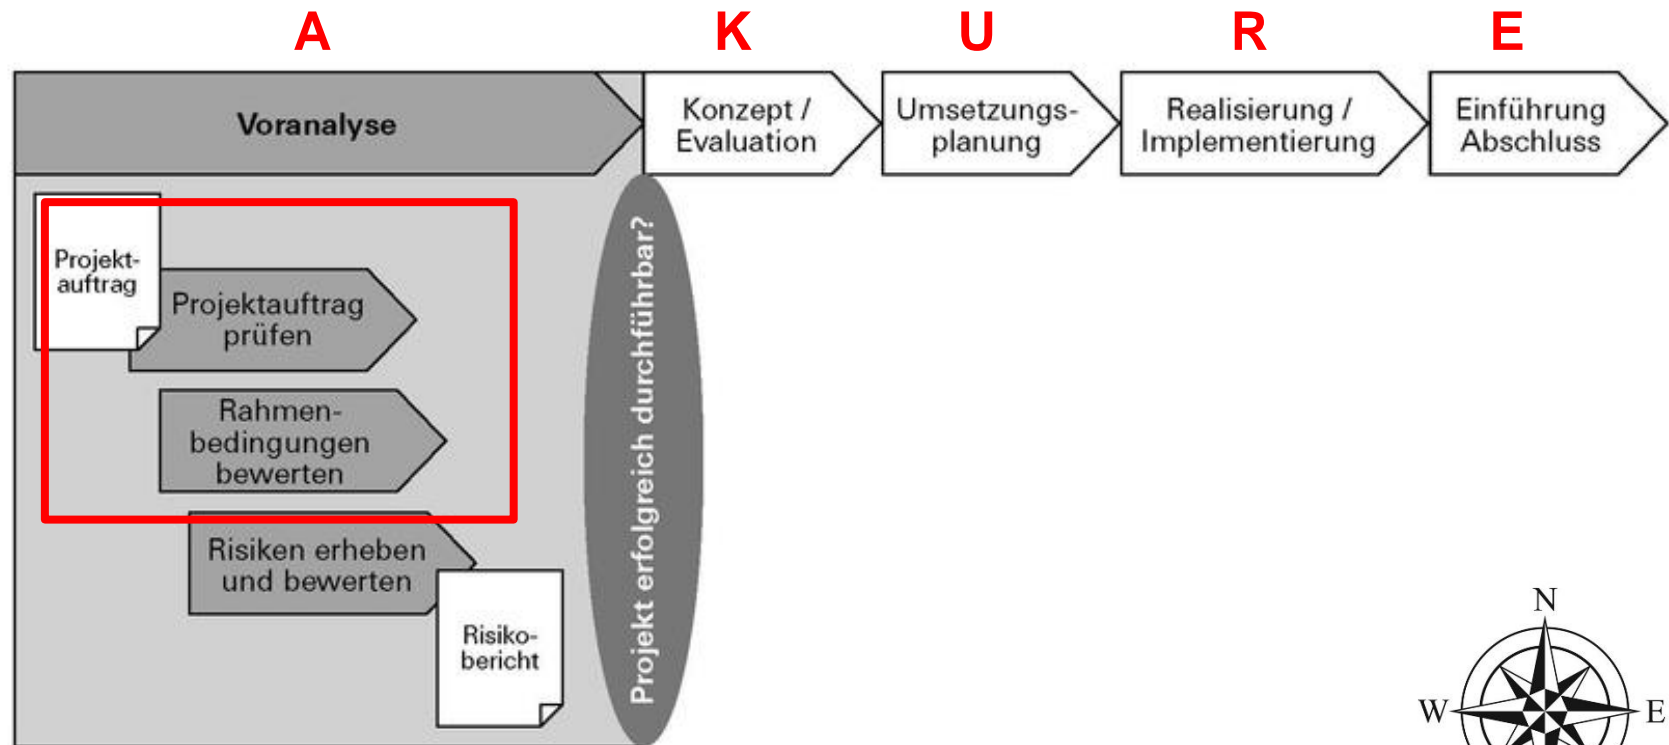 A
K
U
R
E
Voranalyse
Konzept /
Evaluation
Umsetzungs-
planung
Realisierung /
Implementierung
Einführung
Abschluss
Projekt-
auftrag
Projektauftrag
prüfen
Rahmen-
bedingungen
bewerten
Risiken erheben
und bewerten
Risiko-
bericht
Projekt erfolgreich durchführbar?
N
W
E